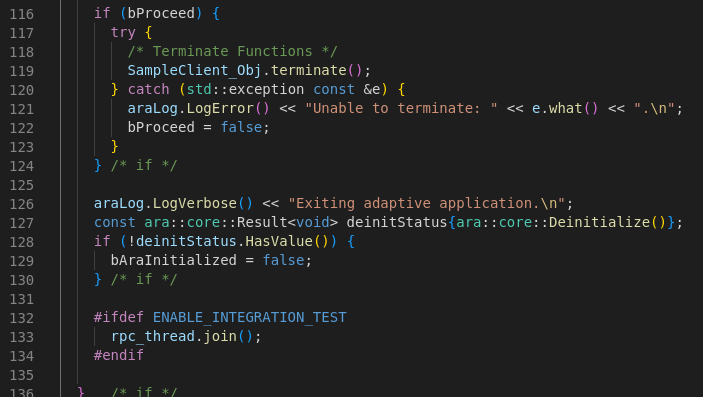 116 if (bProceed) {
117 try {
118 /* Terminate Functions */
119 SampleClient_Obj.terminate();
120 } catch (std::exception const &e) {
121 araLog.LogError() << "Unable to terminate: " << e.what() << ".\n";
122 bProceed = false;
123 }
124 } /* if */
125
126 araLog.LogVerbose() << "Exiting adaptive application.\n";
127 const ara::core::Result<void> deinitStatus{ara::core::Deinitialize()};
128 if (!deinitStatus.HasValue()) {
129 bAraInitialized = false;
130 } /* if */
131
132 #ifdef ENABLE_INTEGRATION_TEST
133 rpc_thread.join();
134 #endif
135
136 } /* if */